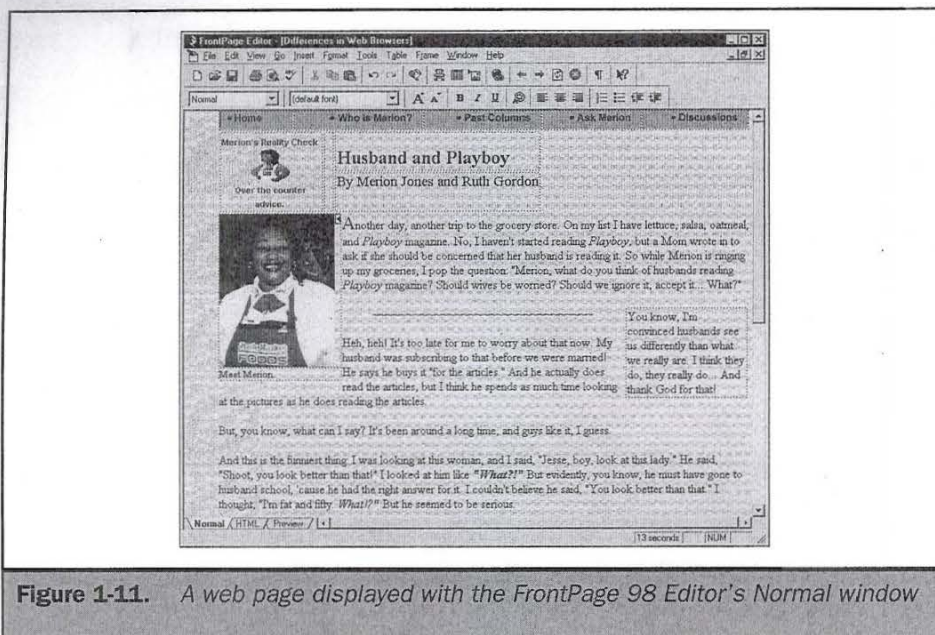 FrontPage Editor - [Differences in Web Browsers]
File Edit View Go Insert Format Tools Table Frame Window Help
Normal (default font) A A B I U
• Home • Who is Merion? • Past Columns • Ask Merion • Discussions
Merion's Reality Check
Over the counter
advice.
Husband and Playboy
By Merion Jones and Ruth Gordon
Another day, another trip to the grocery store. On my list I have lettuce, salsa, oatmeal,
and Playboy magazine. No, I haven't started reading Playboy, but a Mom wrote in to
ask if she should be concerned that her husband is reading it. So while Merion is ringing
up my groceries, I pop the question: "Merion, what do you think of husbands reading
Playboy magazine? Should wives be worried? Should we ignore it, accept it... What?"
FOODS
Meet Merion.
Heh, heh! It's too late for me to worry about that now. My
husband was subscribing to that before we were married!
He says he buys it "for the articles." And he actually does
read the articles, but I think he spends as much time looking
at the pictures as he does reading the articles.
You know, I'm
convinced husbands see
us differently than what
we really are. I think they
do, they really do... And
thank God for that!
But, you know, what can I say? It's been around a long time, and guys like it, I guess.
And this is the funniest thing: I was looking at this woman, and I said, "Jesse, boy, look at this lady." He said,
"Shoot, you look better than that!" I looked at him like "What?!" But evidently, you know, he must have gone to
husband school, 'cause he had the right answer for it. I couldn't believe he said, "You look better than that." I
thought, "I'm fat and fifty. What!?" But he seemed to be serious.
Normal HTML Preview
13 seconds NUM
Figure 1-11. A web page displayed with the FrontPage 98 Editor's Normal window